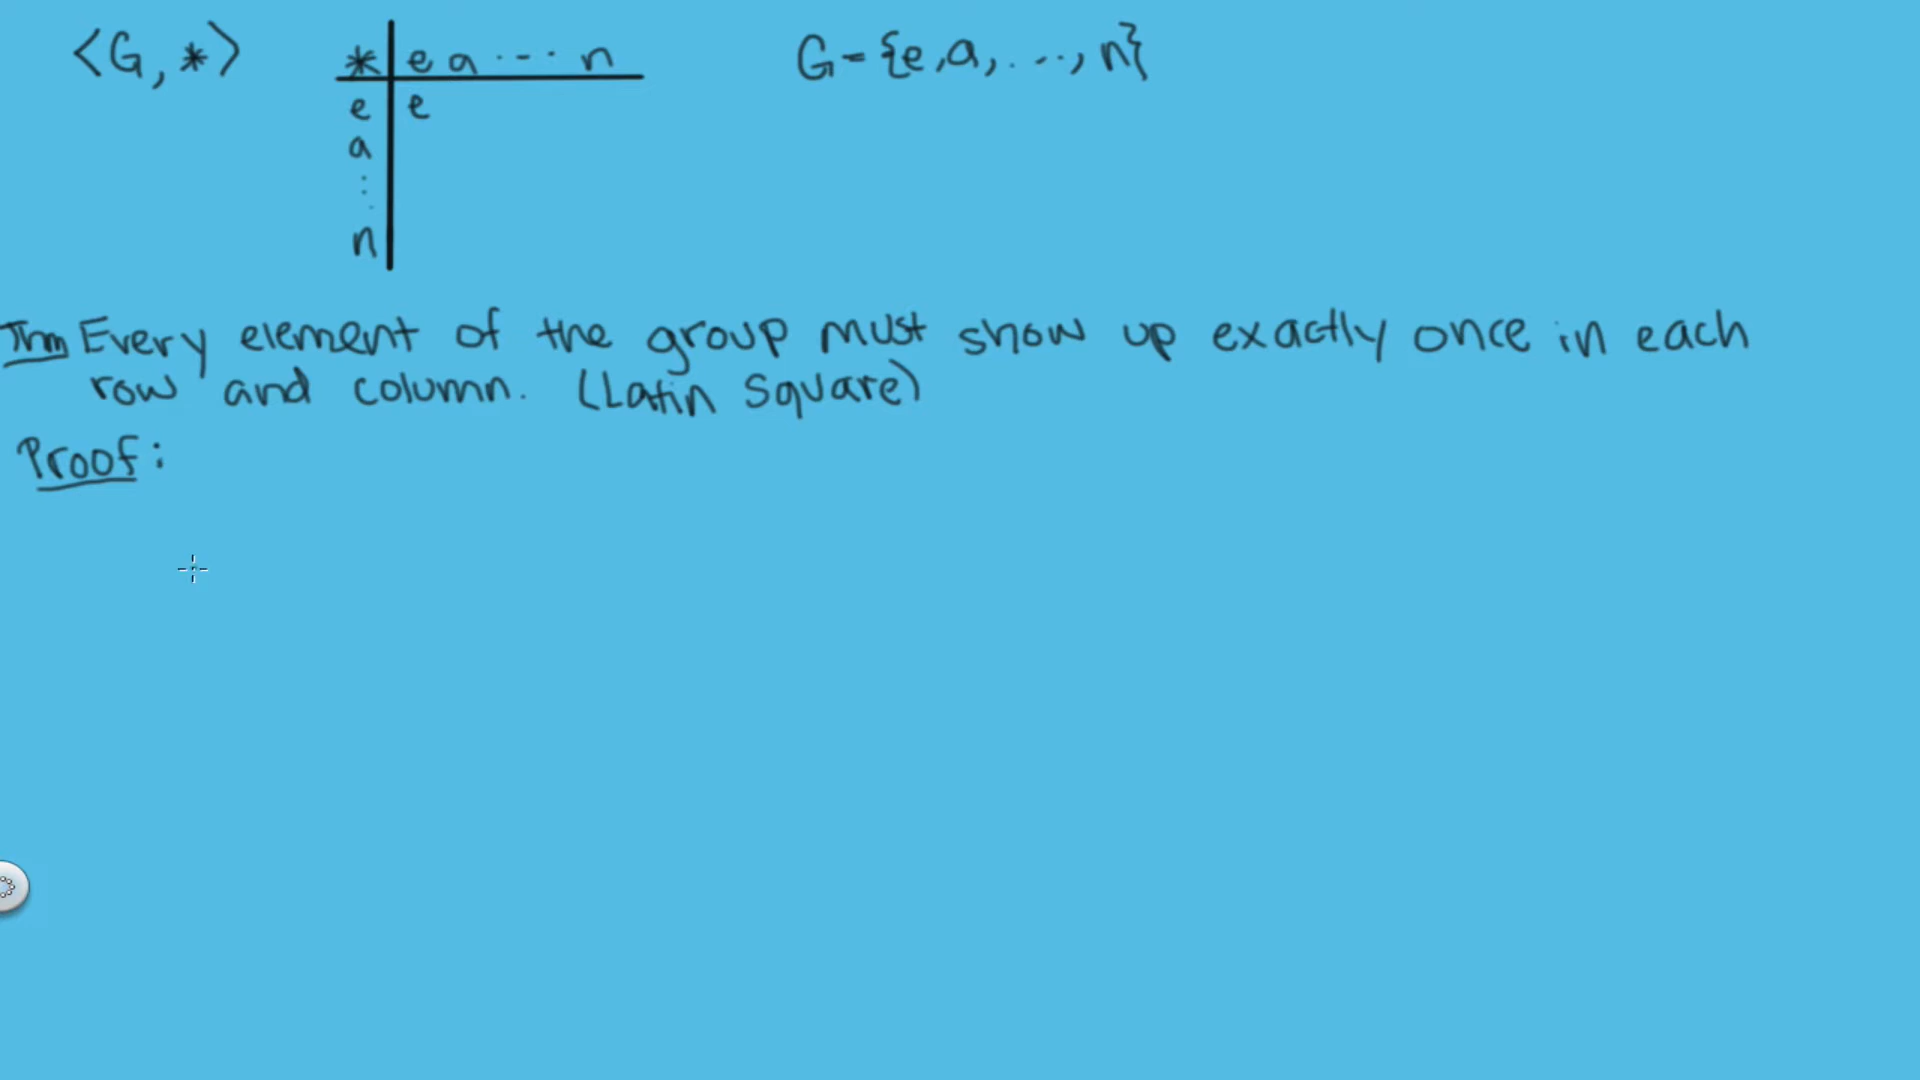 <G, *>
* e a ... n
e e
a
⋮
n
G = {e, a, ..., n}
Thm Every element of the group must show up exactly once in each
row and column. (Latin Square)
Proof: